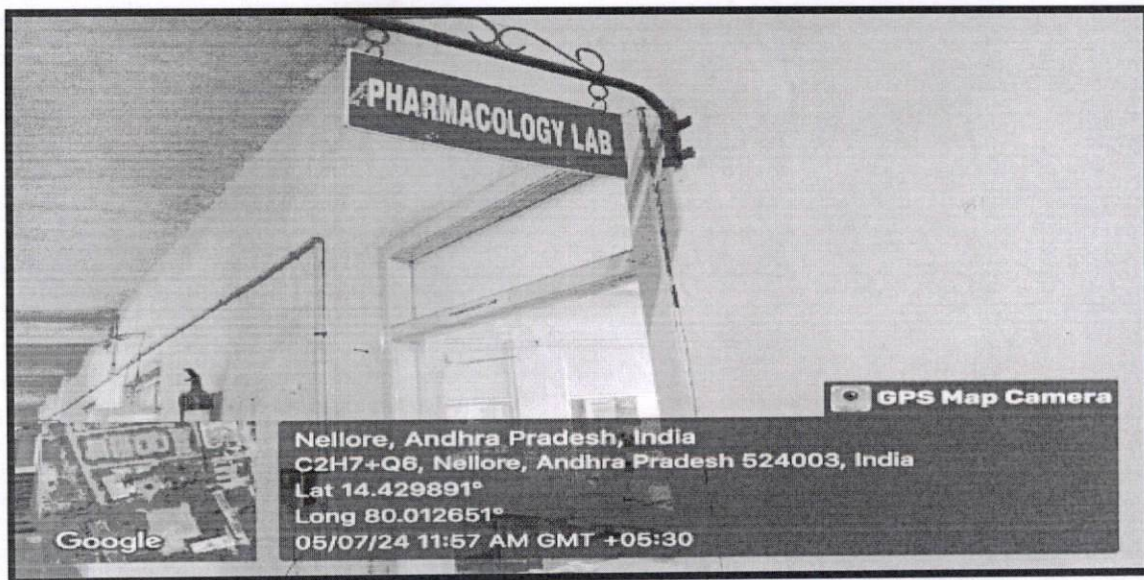 PHARMACOLOGY LAB
GPS Map Camera
Nellore, Andhra Pradesh, India
C2H7+Q6, Nellore, Andhra Pradesh 524003, India
Lat 14.429891°
Long 80.012651°
05/07/24 11:57 AM GMT +05:30
Google